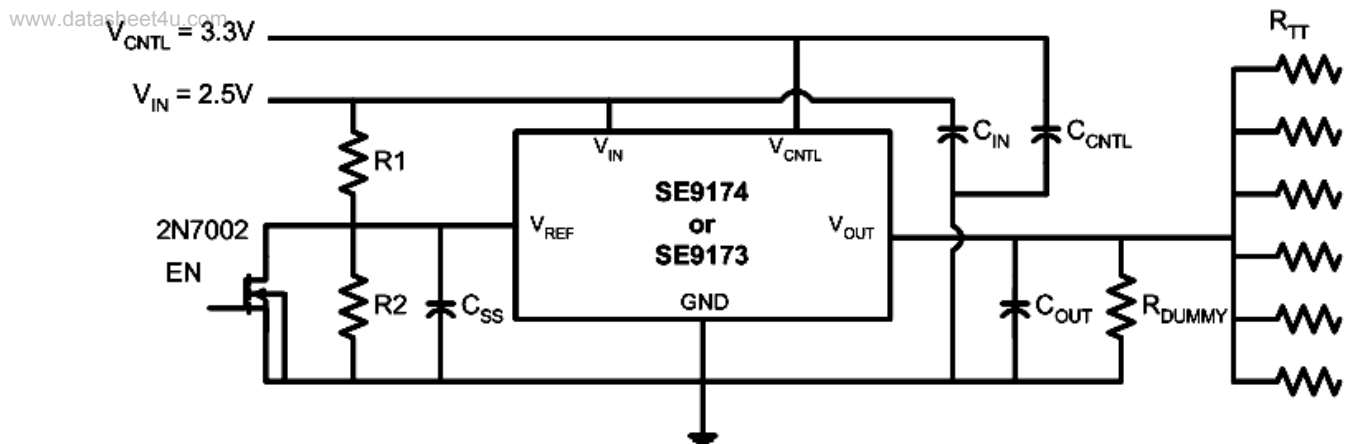 www.datasheet4u.com
VCNTL = 3.3V
VIN = 2.5V
RTT
R1
VIN
VCNTL
CIN
CCNTL
SE9174
or
SE9173
2N7002
VREF
VOUT
EN
R2
CSS
GND
COUT
RDUMMY